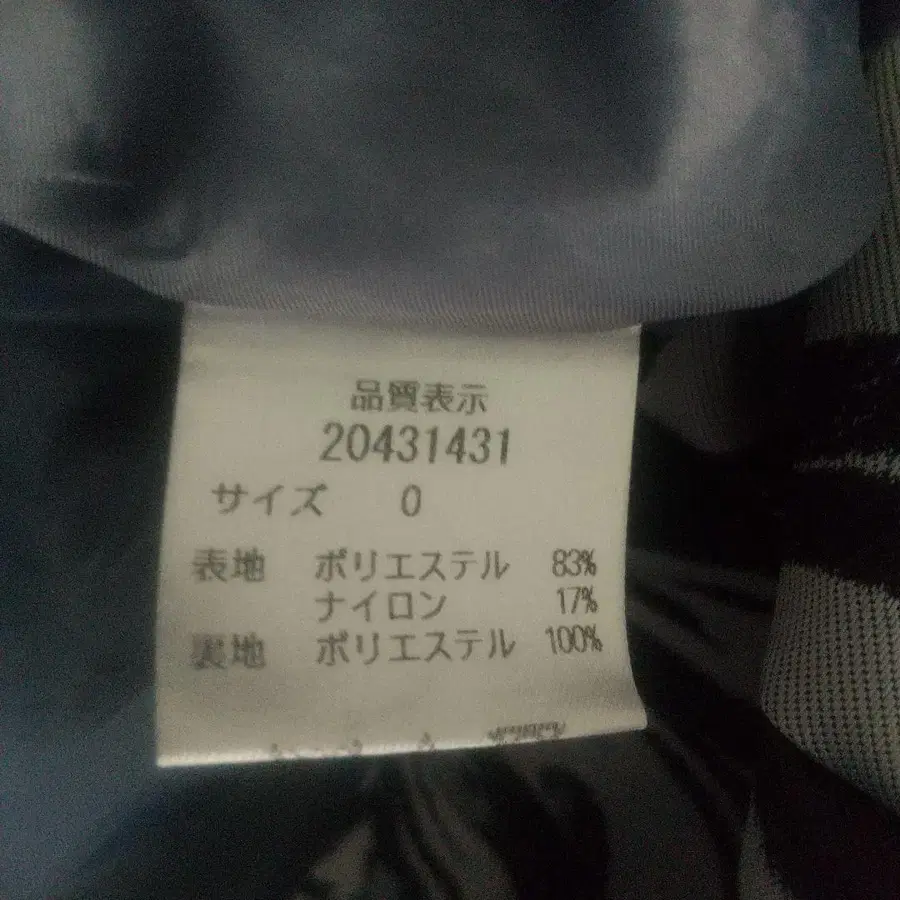 品質表示
20431431
サイズ 0
表地 ポリエステル 83%
ナイロン 17%
裏地 ポリエステル 100%